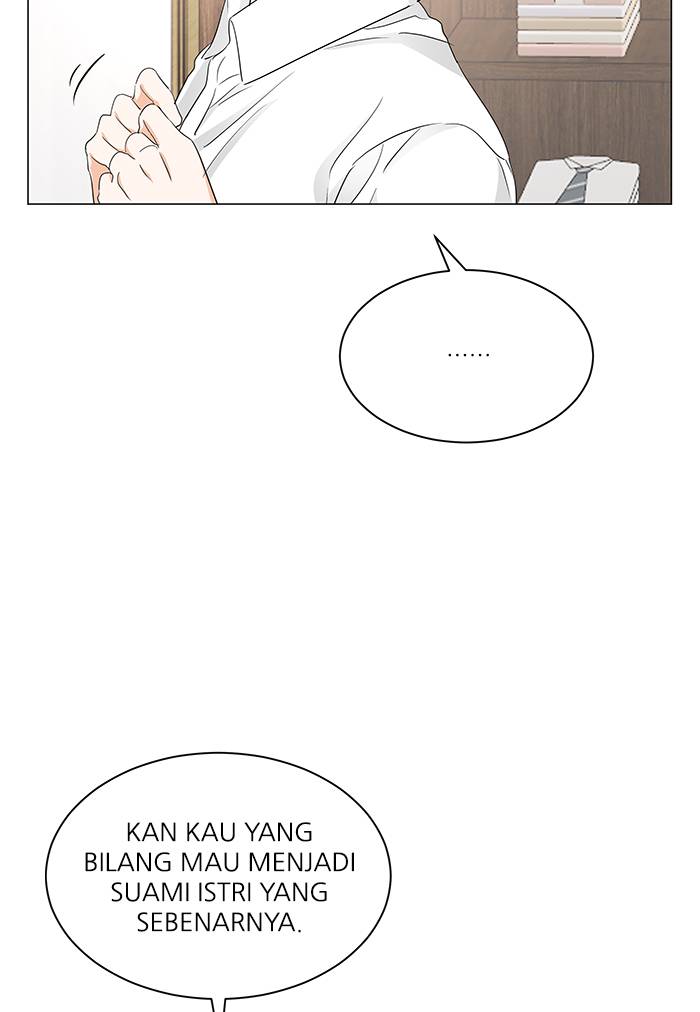 ......
KAN KAU YANG
BILANG MAU MENJADI
SUAMI ISTRI YANG
SEBENARNYA.